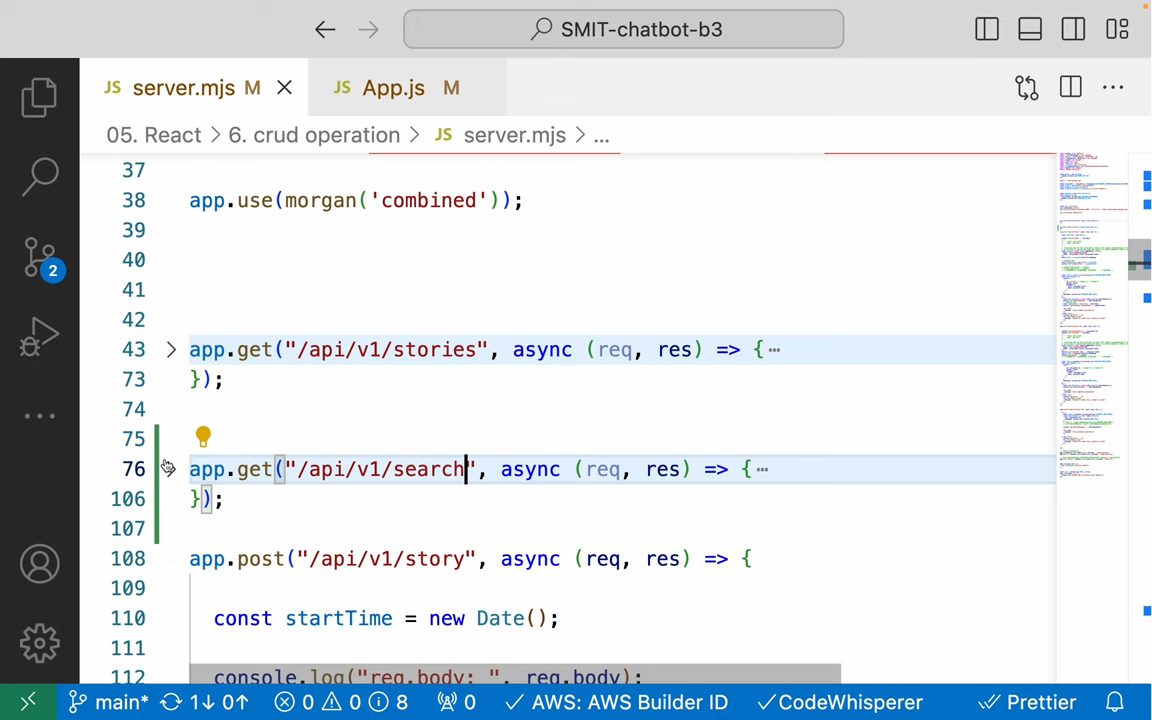 SMIT-chatbot-b3
JS server.mjs M
JS App.js M
05. React > 6. crud operation > JS server.mjs > ...
37
38 app.use(morgan('combined'));
39
40
41
42
43 app.get("/api/v1/stories", async (req, res) => {⋯
73 });
74
75
76 app.get("/api/v1/search", async (req, res) => {⋯
106 });
107
108 app.post("/api/v1/story", async (req, res) => {
109
110 const startTime = new Date();
111
112 console.log("req.body: ", req.body);
2
main* 1↓ 0↑ 0 0 8 0 AWS: AWS Builder ID CodeWhisperer Prettier